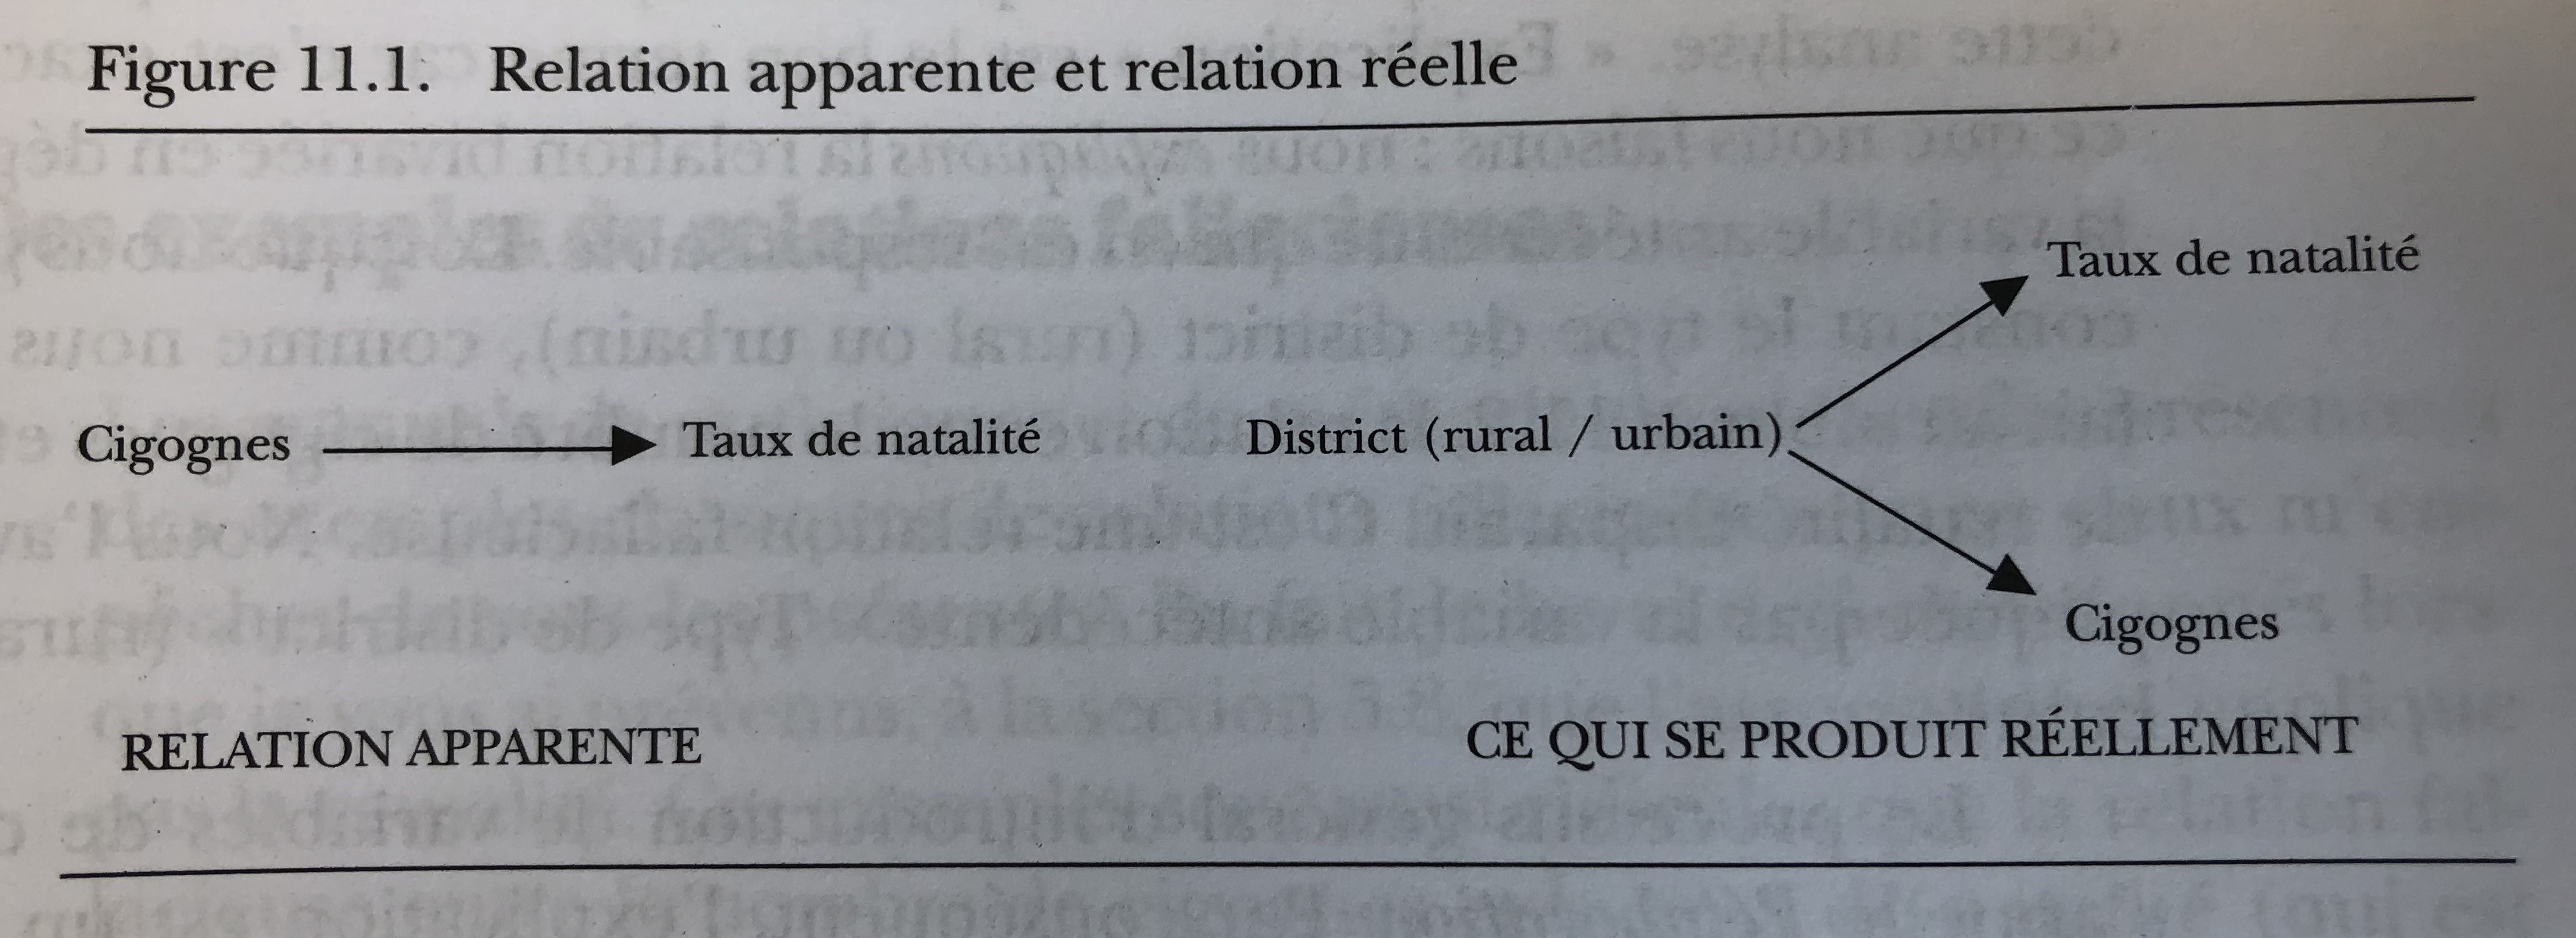 Figure 11.1. Relation apparente et relation réelle
Taux de natalité
Cigognes
Taux de natalité
District (rural / urbain)
Cigognes
RELATION APPARENTE
CE QUI SE PRODUIT RÉELLEMENT